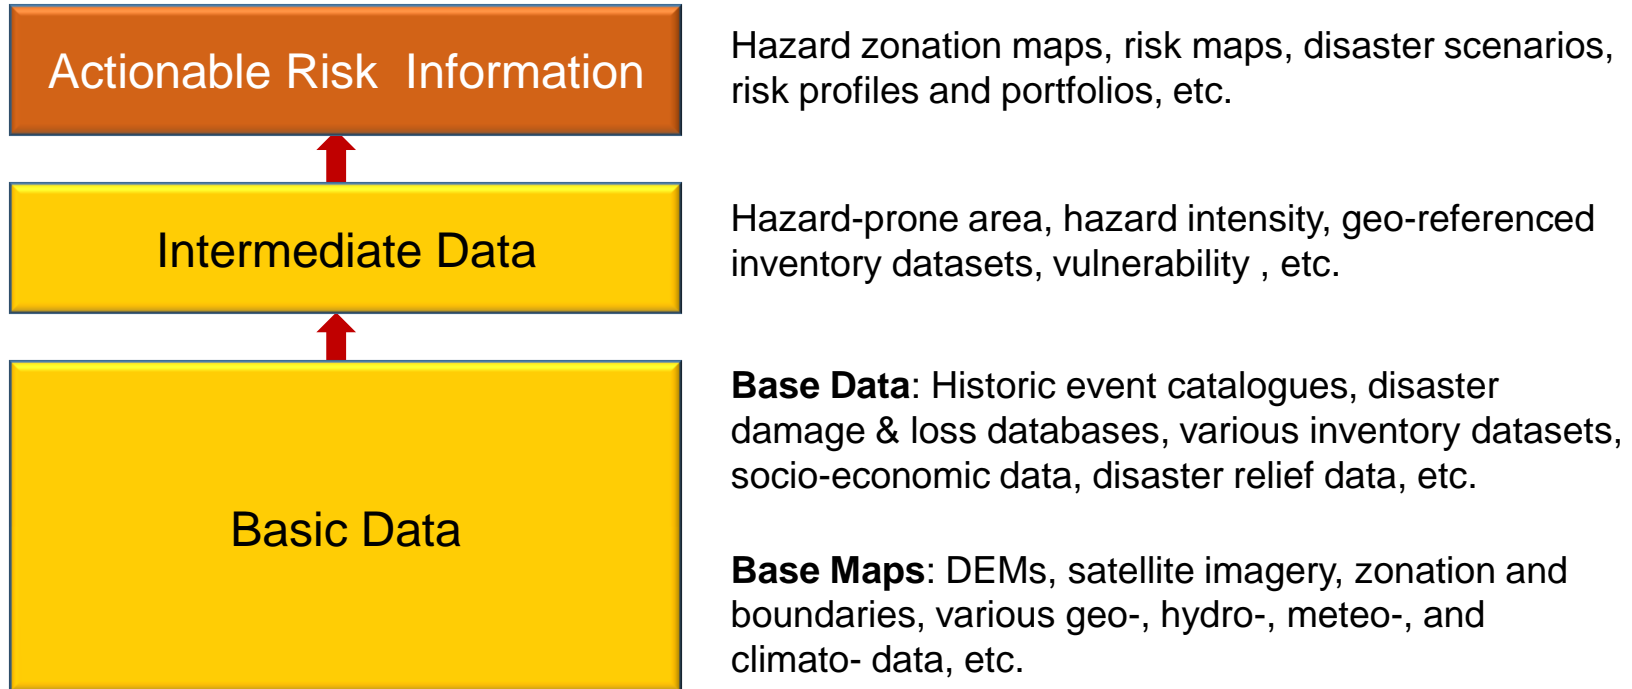 Actionable Risk  Information
Hazard zonation maps, risk maps, disaster scenarios,
risk profiles and portfolios, etc.
Intermediate Data
Hazard-prone area, hazard intensity, geo-referenced
inventory datasets, vulnerability , etc.
Basic Data
Base Data: Historic event catalogues, disaster
damage & loss databases, various inventory datasets,
socio-economic data, disaster relief data, etc.
Base Maps: DEMs, satellite imagery, zonation and
boundaries, various geo-, hydro-, meteo-, and
climato- data, etc.